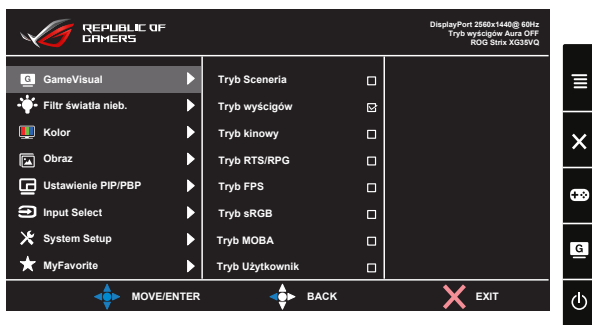 REPUBLIC OF
GAMERS
DisplayPort 2560x1440@ 60Hz
Tryb wyścigów Aura OFF
ROG Strix XG35VQ
G GameVisual
Filtr światła nieb.
Kolor
Obraz
Ustawienie PIP/PBP
Input Select
System Setup
MyFavorite
Tryb Sceneria
Tryb wyścigów
Tryb kinowy
Tryb RTS/RPG
Tryb FPS
Tryb sRGB
Tryb MOBA
Tryb Użytkownik
MOVE/ENTER
BACK
EXIT
G